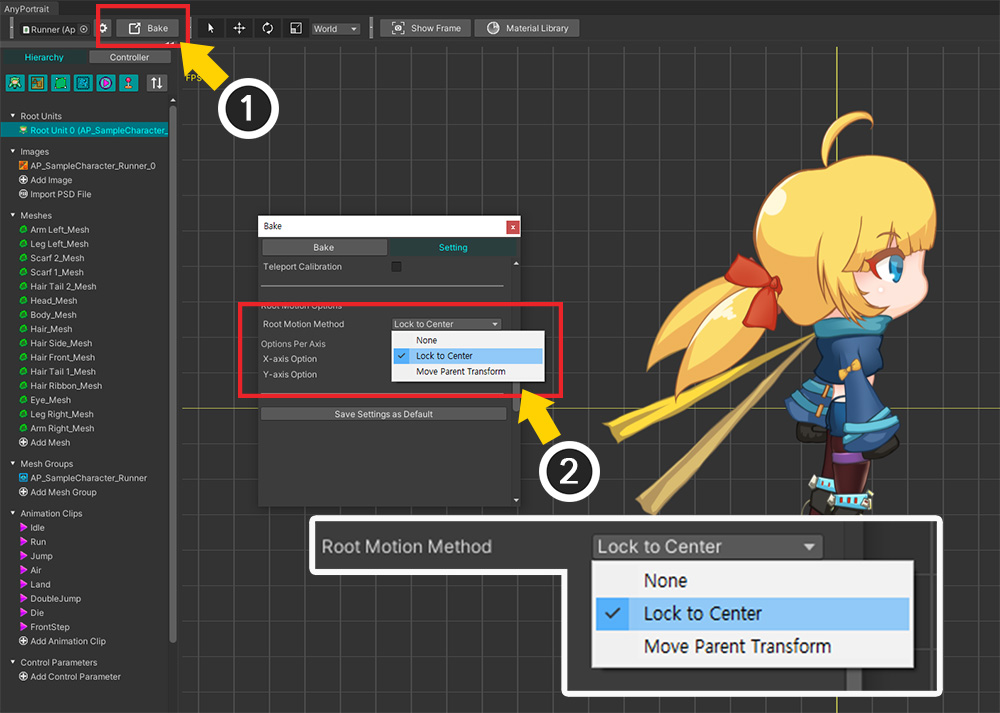 AnyPortrait
Runner (Ap
Bake
World
Show Frame
Material Library
Hierarchy
Controller
FPS
1
Root Units
Root Unit 0 (AP_SampleCharacter_
Images
AP_SampleCharacter_Runner_0
Add Image
Import PSD File
Meshes
Arm Left_Mesh
Leg Left_Mesh
Scarf 2_Mesh
Scarf 1_Mesh
Hair Tail 2_Mesh
Head_Mesh
Body_Mesh
Hair_Mesh
Hair Side_Mesh
Hair Front_Mesh
Hair Tail 1_Mesh
Hair Ribbon_Mesh
Eye_Mesh
Leg Right_Mesh
Arm Right_Mesh
Add Mesh
Mesh Groups
AP_SampleCharacter_Runner
Add Mesh Group
Animation Clips
Idle
Run
Jump
Air
Land
DoubleJump
Die
FrontStep
Add Animation Clip
Control Parameters
Add Control Parameter
Bake
x
Bake
Setting
Teleport Calibration
Root Motion Options
Root Motion Method
Lock to Center
None
Lock to Center
Move Parent Transform
Options Per Axis
X-axis Option
Y-axis Option
Save Settings as Default
2
Root Motion Method
Lock to Center
None
Lock to Center
Move Parent Transform